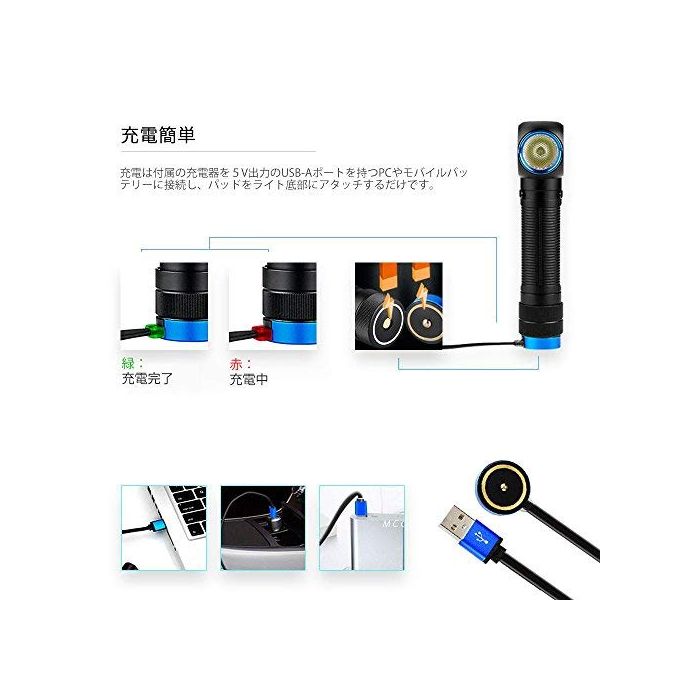 充電簡単
充電は付属の充電器を５V出力のUSB-Aポートを持つPCやモバイルバッ
テリーに接続し、パッドをライト底部にアタッチするだけです。
緑：
充電完了
赤：
充電中